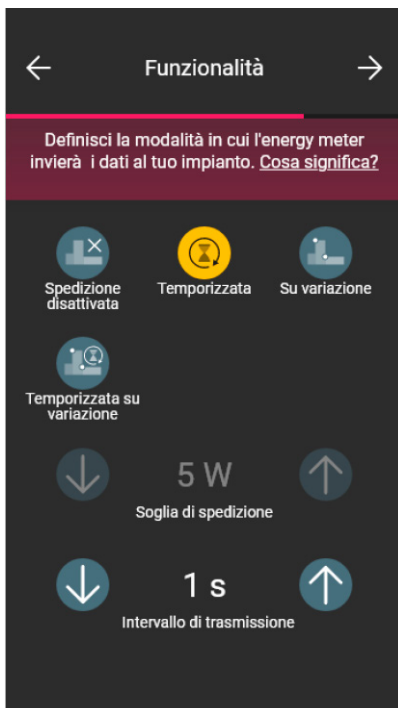 Funzionalità
Definisci la modalità in cui l'energy meter
invierà i dati al tuo impianto. Cosa significa?
Spedizione
disattivata
Temporizzata
Su variazione
Temporizzata su
variazione
5 W
Soglia di spedizione
1 s
Intervallo di trasmissione